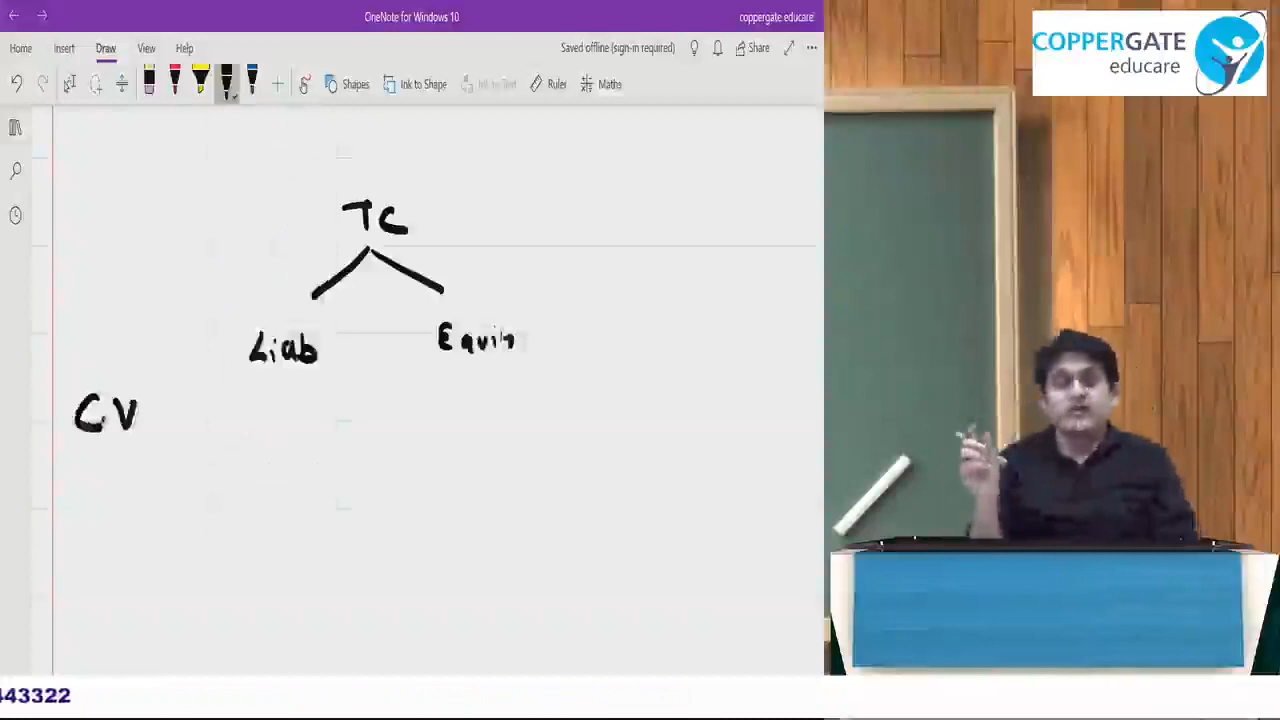 OneNote for Windows 10
coppergate educare
Home Insert Draw View Help
Saved offline (sign-in required)
Share
Shapes
Ink to Shape
Ink to Text
Ruler
Maths
COPPERGATE
educare
TC
Liab
Equity
CV
443322